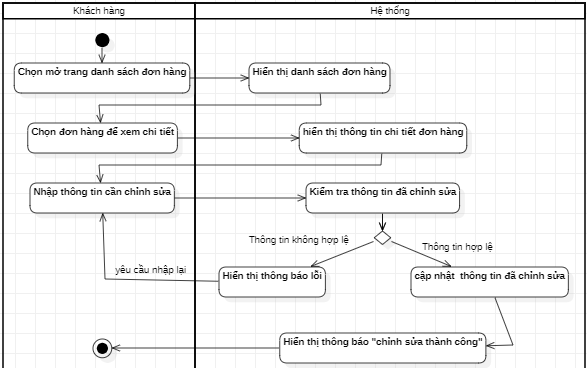 Khách hàng
Hệ thống
Chọn mở trang danh sách đơn hàng
Hiển thị danh sách đơn hàng
Chọn đơn hàng để xem chi tiết
hiển thị thông tin chi tiết đơn hàng
Nhập thông tin cần chỉnh sửa
Kiểm tra thông tin đã chỉnh sửa
Thông tin không hợp lệ
Thông tin hợp lệ
yêu cầu nhập lại
Hiển thị thông báo lỗi
cập nhật thông tin đã chỉnh sửa
Hiển thị thông báo "chỉnh sửa thành công"